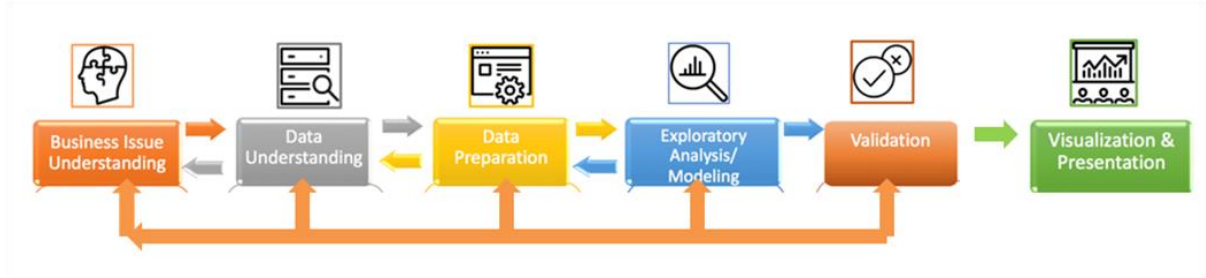 Business Issue
Understanding
Data
Understanding
Data
Preparation
Exploratory
Analysis/
Modeling
Validation
Visualization &
Presentation